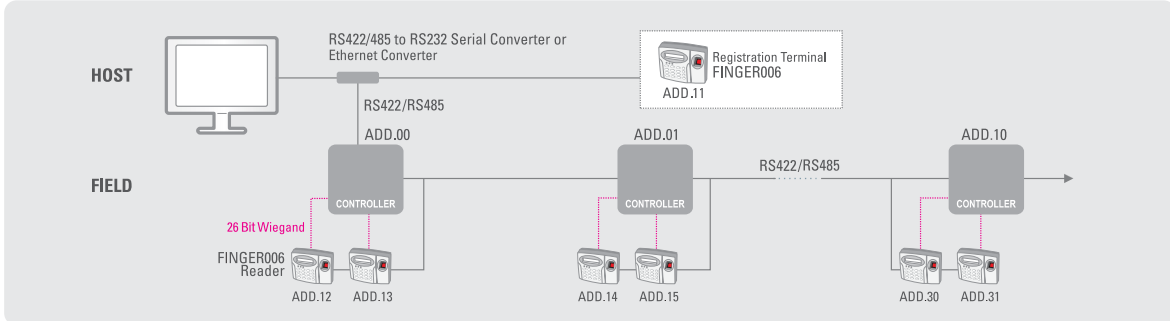 RS422/485 to RS232 Serial Converter or
Ethernet Converter
HOST
Registration Terminal
FINGER006
ADD.11
RS422/RS485
ADD.00
ADD.01
ADD.10
RS422/RS485
FIELD
CONTROLLER
CONTROLLER
CONTROLLER
26 Bit Wiegand
FINGER006
Reader
ADD.12
ADD.13
ADD.14
ADD.15
ADD.30
ADD.31